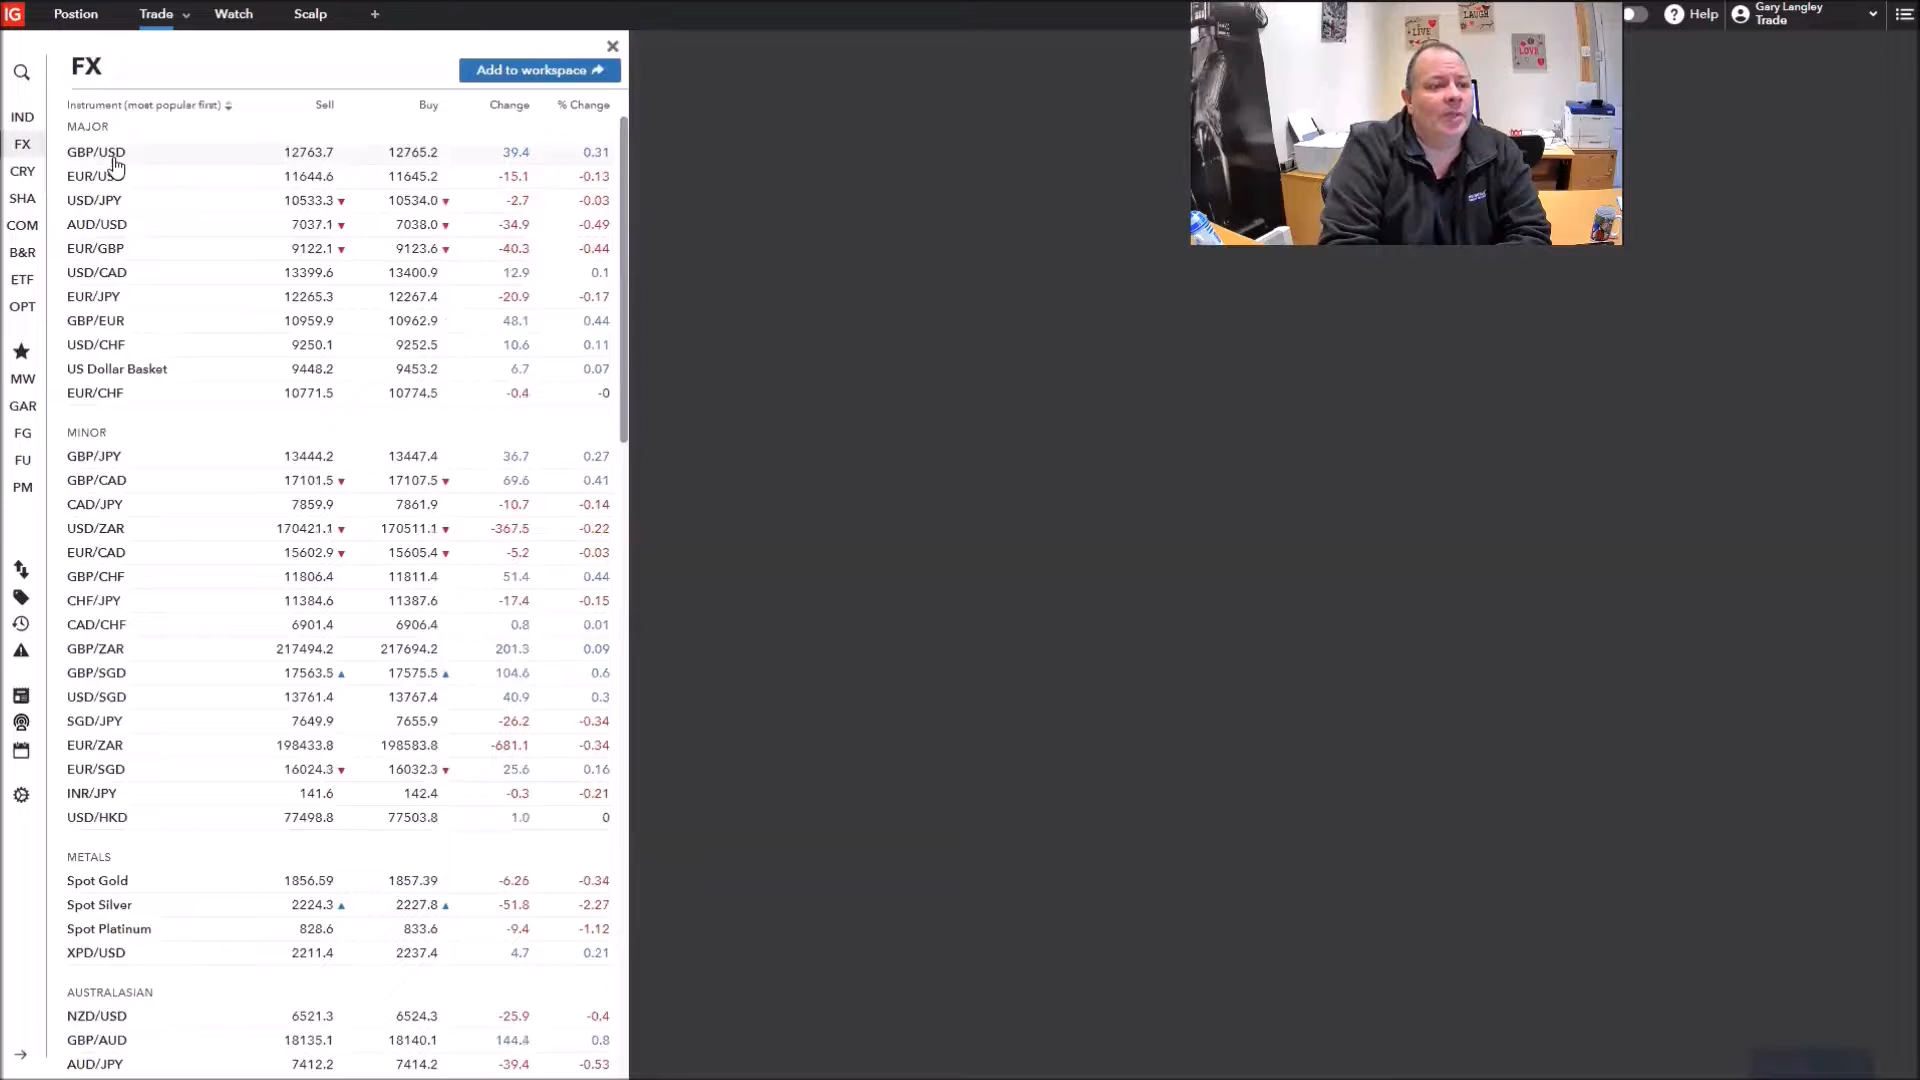 IG Postion Trade Watch Scalp + Help Gary Langley
Trade
FX
Add to workspace
Instrument (most popular first) Sell Buy Change % Change
MAJOR
GBP/USD 12763.7 12765.2 39.4 0.31
EUR/US 11644.6 11645.2 -15.1 -0.13
USD/JPY 10533.3 10534.0 -2.7 -0.03
AUD/USD 7037.1 7038.0 -34.9 -0.49
EUR/GBP 9122.1 9123.6 -40.3 -0.44
USD/CAD 13399.6 13400.9 12.9 0.1
EUR/JPY 12265.3 12267.4 -20.9 -0.17
GBP/EUR 10959.9 10962.9 48.1 0.44
USD/CHF 9250.1 9252.5 10.6 0.11
US Dollar Basket 9448.2 9453.2 6.7 0.07
EUR/CHF 10771.5 10774.5 -0.4 -0
MINOR
GBP/JPY 13444.2 13447.4 36.7 0.27
GBP/CAD 17101.5 17107.5 69.6 0.41
CAD/JPY 7859.9 7861.9 -10.7 -0.14
USD/ZAR 170421.1 170511.1 -367.5 -0.22
EUR/CAD 15602.9 15605.4 -5.2 -0.03
GBP/CHF 11806.4 11811.4 51.4 0.44
CHF/JPY 11384.6 11387.6 -17.4 -0.15
CAD/CHF 6901.4 6906.4 0.8 0.01
GBP/ZAR 217494.2 217694.2 201.3 0.09
GBP/SGD 17563.5 17575.5 104.6 0.6
USD/SGD 13761.4 13767.4 40.9 0.3
SGD/JPY 7649.9 7655.9 -26.2 -0.34
EUR/ZAR 198433.8 198583.8 -681.1 -0.34
EUR/SGD 16024.3 16032.3 25.6 0.16
INR/JPY 141.6 142.4 -0.3 -0.21
USD/HKD 77498.8 77503.8 1.0 0
METALS
Spot Gold 1856.59 1857.39 -6.26 -0.34
Spot Silver 2224.3 2227.8 -51.8 -2.27
Spot Platinum 828.6 833.6 -9.4 -1.12
XPD/USD 2211.4 2237.4 4.7 0.21
AUSTRALASIAN
NZD/USD 6521.3 6524.3 -25.9 -0.4
GBP/AUD 18135.1 18140.1 144.4 0.8
AUD/JPY 7412.2 7414.2 -39.4 -0.53
IND
FX
CRY
SHA
COM
B&R
ETF
OPT
MW
GAR
FG
FU
PM
LIVE
LAUGH
LOVE